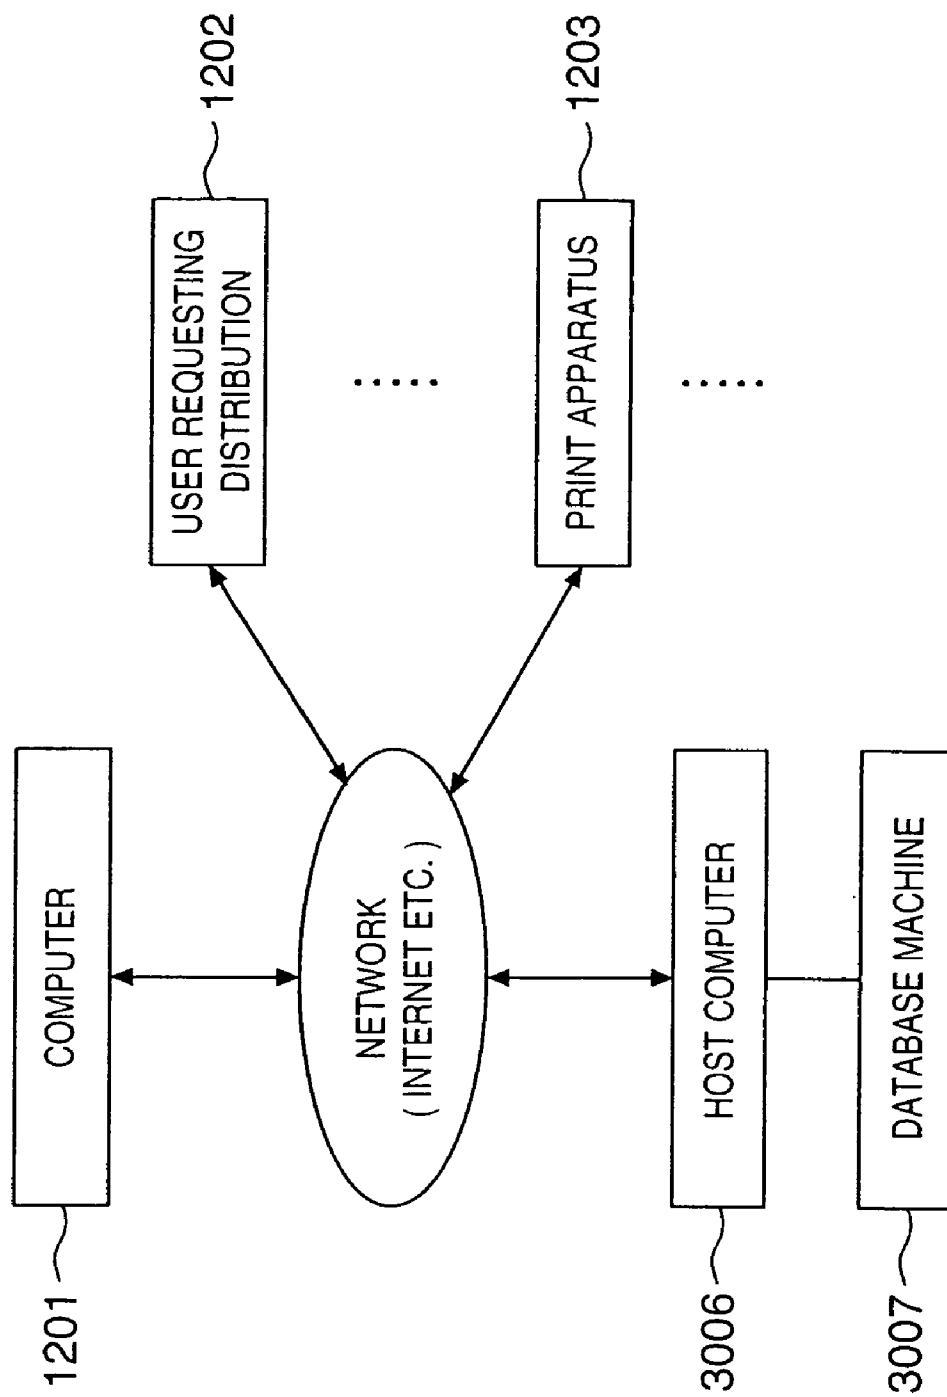 1201
COMPUTER
NETWORK
( INTERNET ETC. )
3006
HOST COMPUTER
3007
DATABASE MACHINE
USER REQUESTING
DISTRIBUTION
1202
.....
PRINT APPARATUS
1203
.....